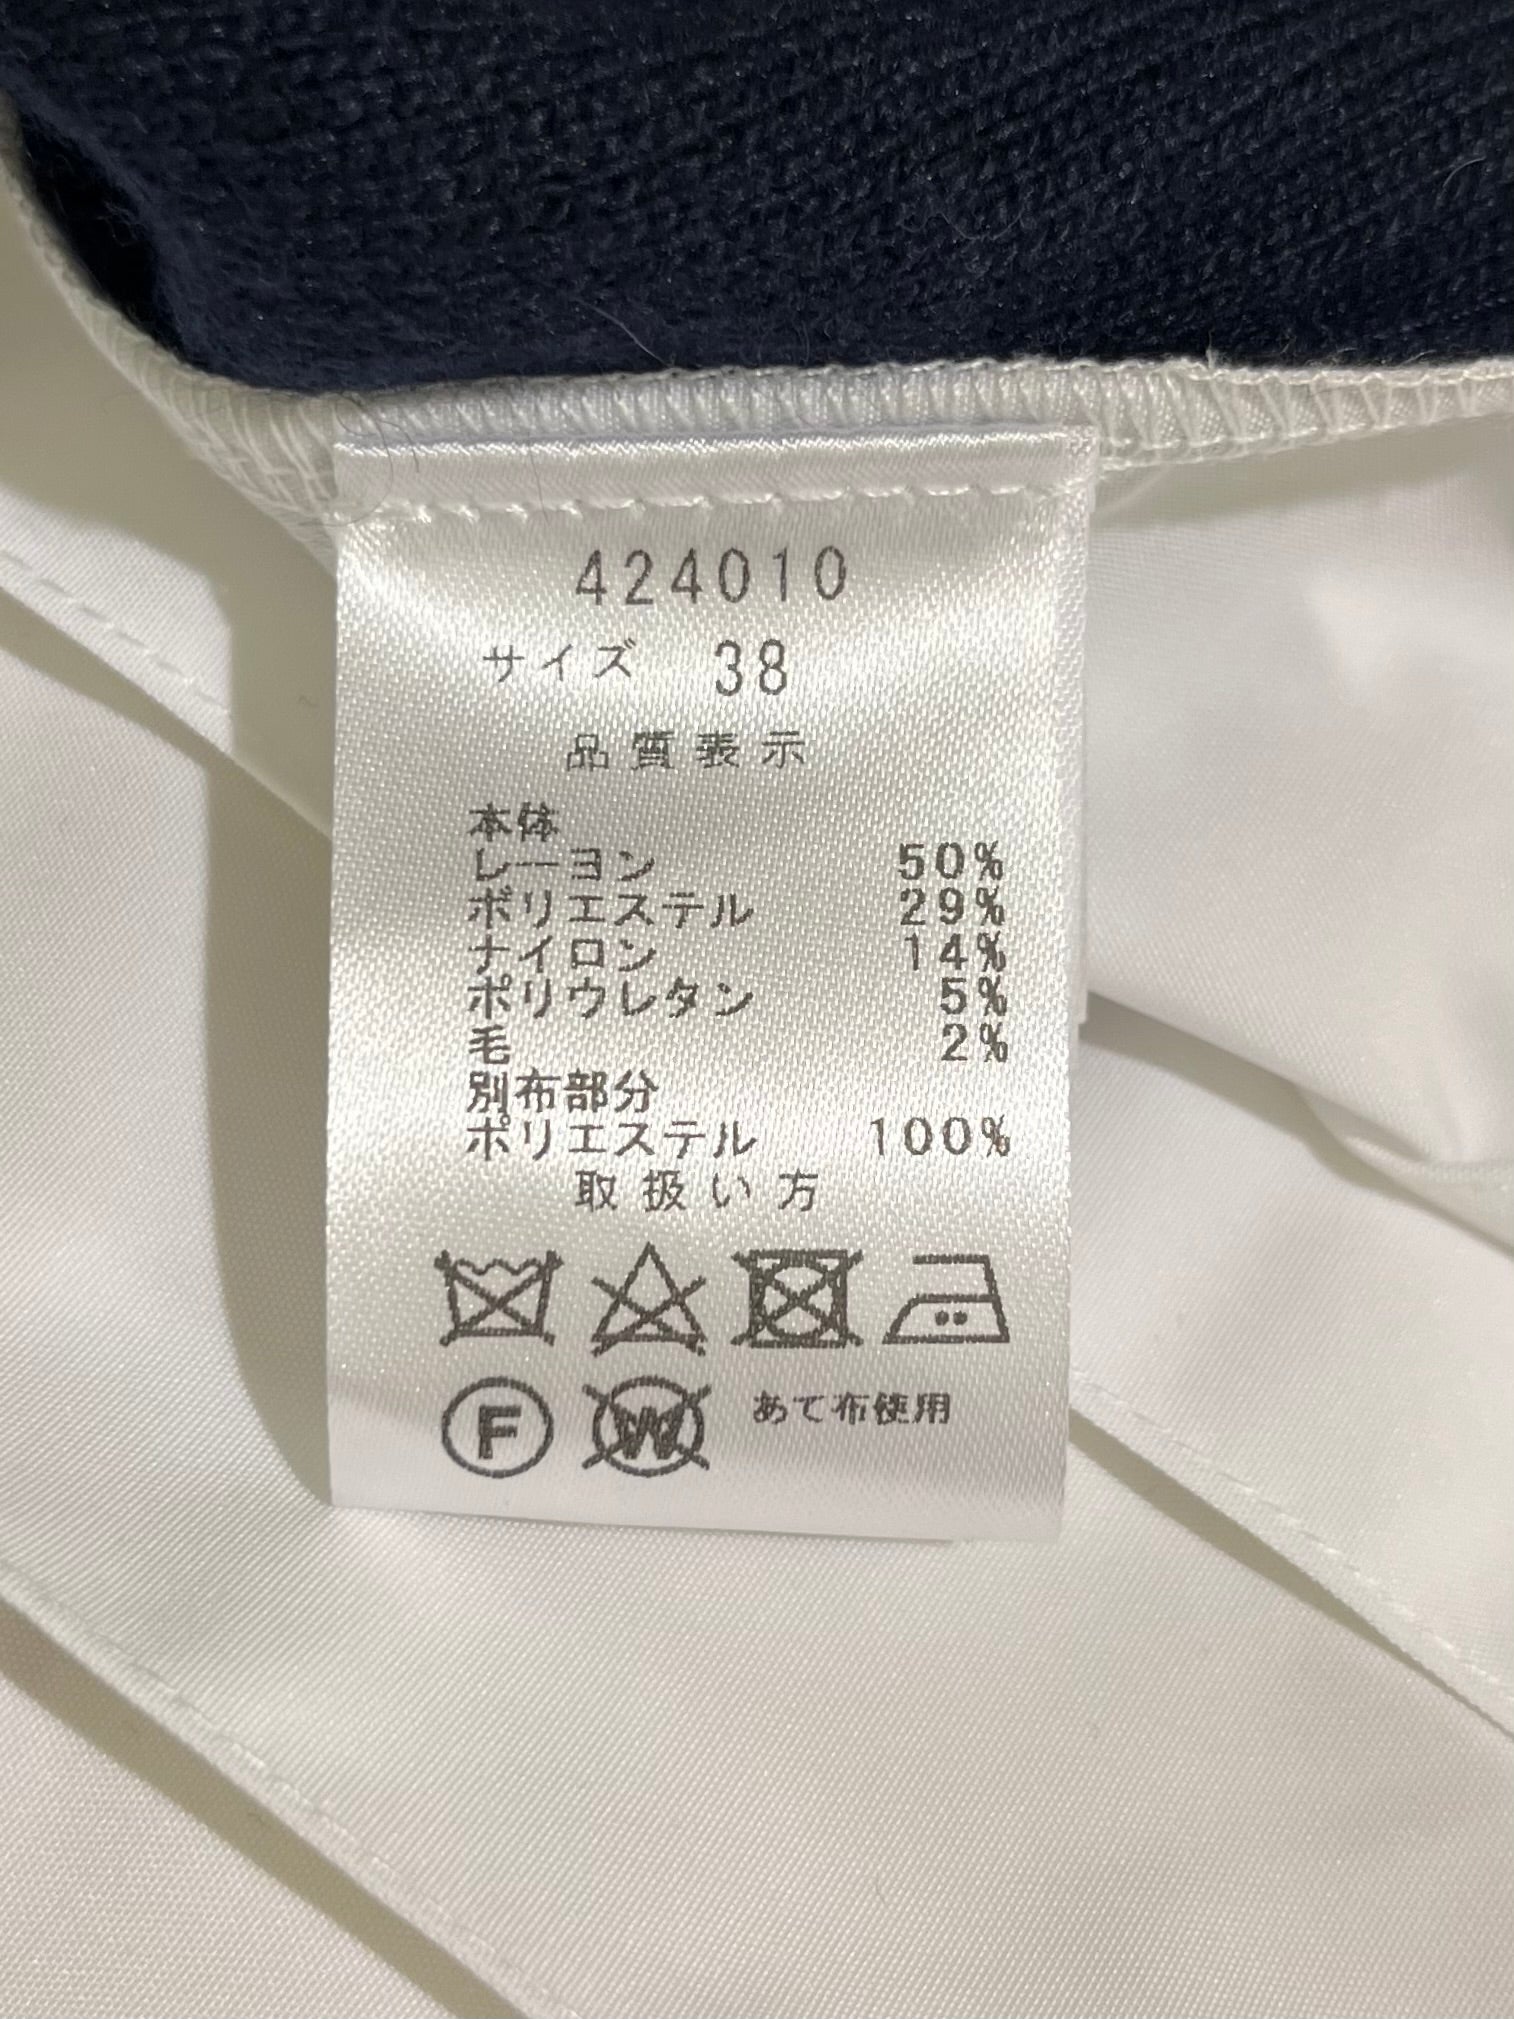 424010
サイズ 38
品質表示
本体
レーヨン 50%
ポリエステル 29%
ナイロン 14%
ポリウレタン 5%
毛 2%
別布部分
ポリエステル 100%
取扱い方
F W あて布使用